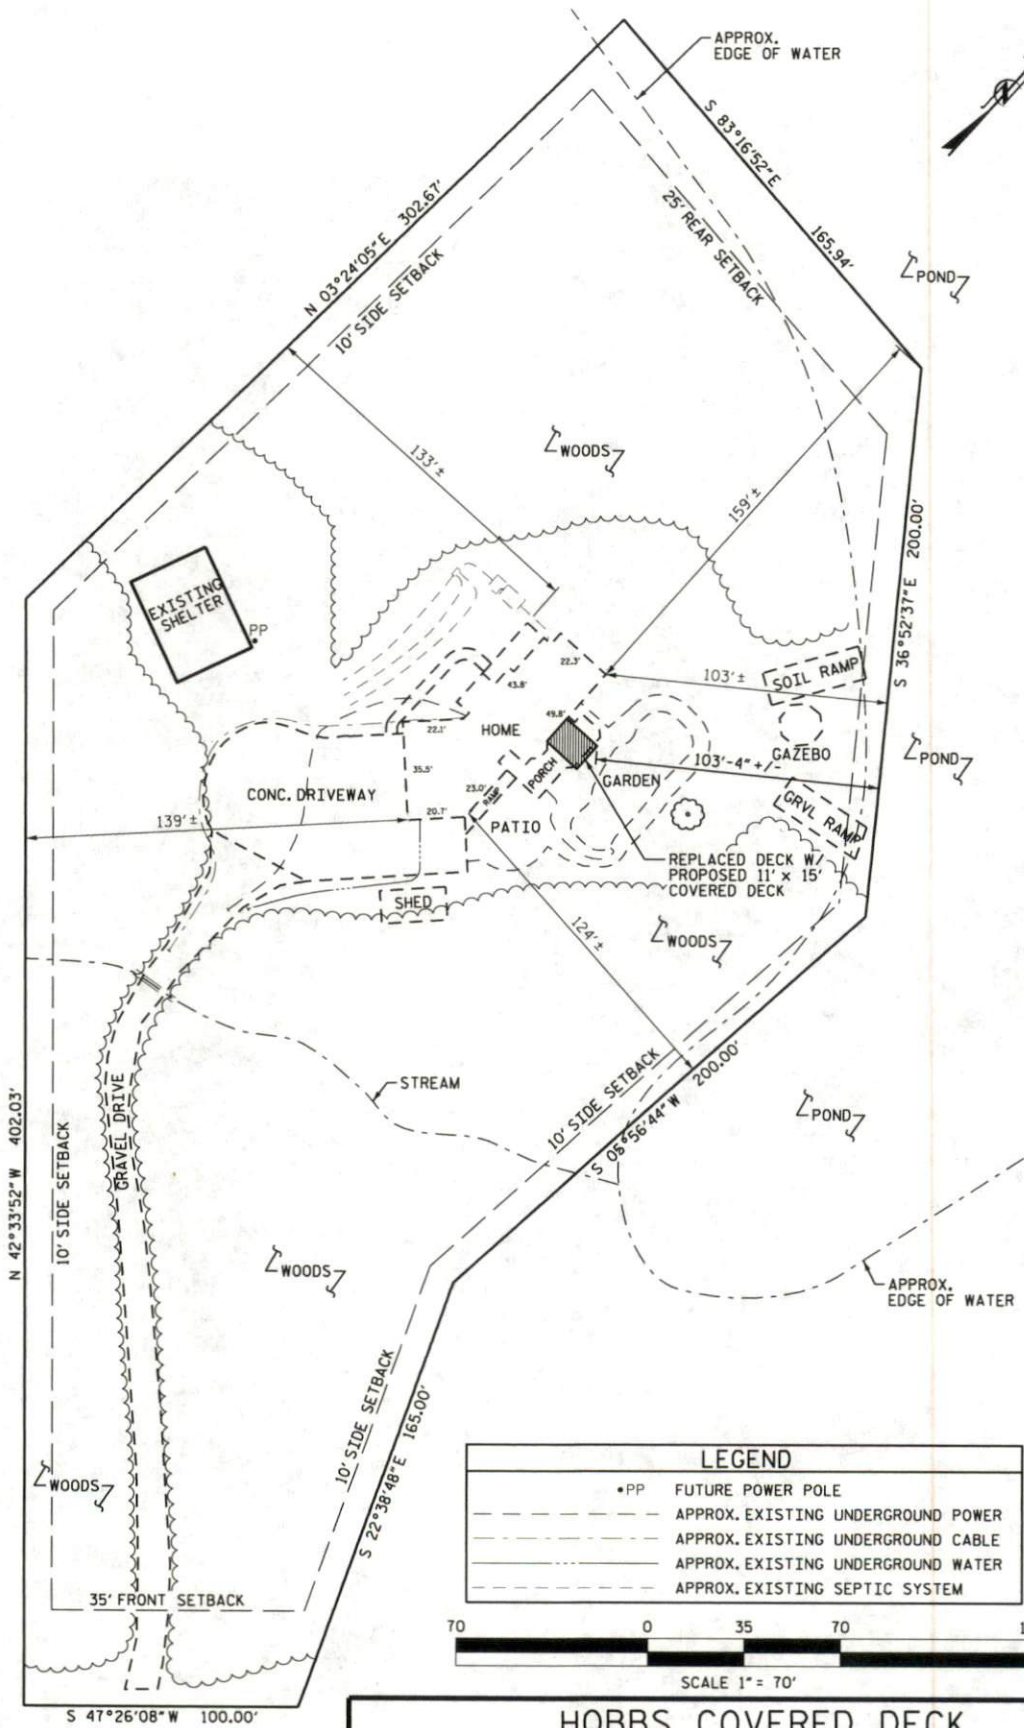 APPROX.
EDGE OF WATER
N
S 83°16'52"E 165.94'
N 03°24'05"E 302.67'
10' SIDE SETBACK
25' REAR SETBACK
POND
133'±
WOODS
159'±
S 36°52'37"E 200.00'
EXISTING
SHELTER
PP
22.3'
43.8'
103'±
SOIL RAMP
HOME
49.8'
22.1'
GAZEBO
POND
35.5'
PORCH
GARDEN
103'-4"+/-
CONC. DRIVEWAY
23.0'
RAMP
GRVL RAMP
139'±
20.7'
PATIO
REPLACED DECK W/
PROPOSED 11' x 15'
COVERED DECK
SHED
124'±
WOODS
STREAM
10' SIDE SETBACK
S 05°56'44"W 200.00'
POND
GRAVEL DRIVE
N 42°33'52"W 402.03'
10' SIDE SETBACK
WOODS
APPROX.
EDGE OF WATER
10' SIDE SETBACK
S 22°38'48"E 165.00'
WOODS
35' FRONT SETBACK
S 47°26'08"W 100.00'
LEGEND
•PP FUTURE POWER POLE
APPROX. EXISTING UNDERGROUND POWER
APPROX. EXISTING UNDERGROUND CABLE
APPROX. EXISTING UNDERGROUND WATER
APPROX. EXISTING SEPTIC SYSTEM
70 0 35 70
SCALE 1"= 70'
HOBBS COVERED DECK